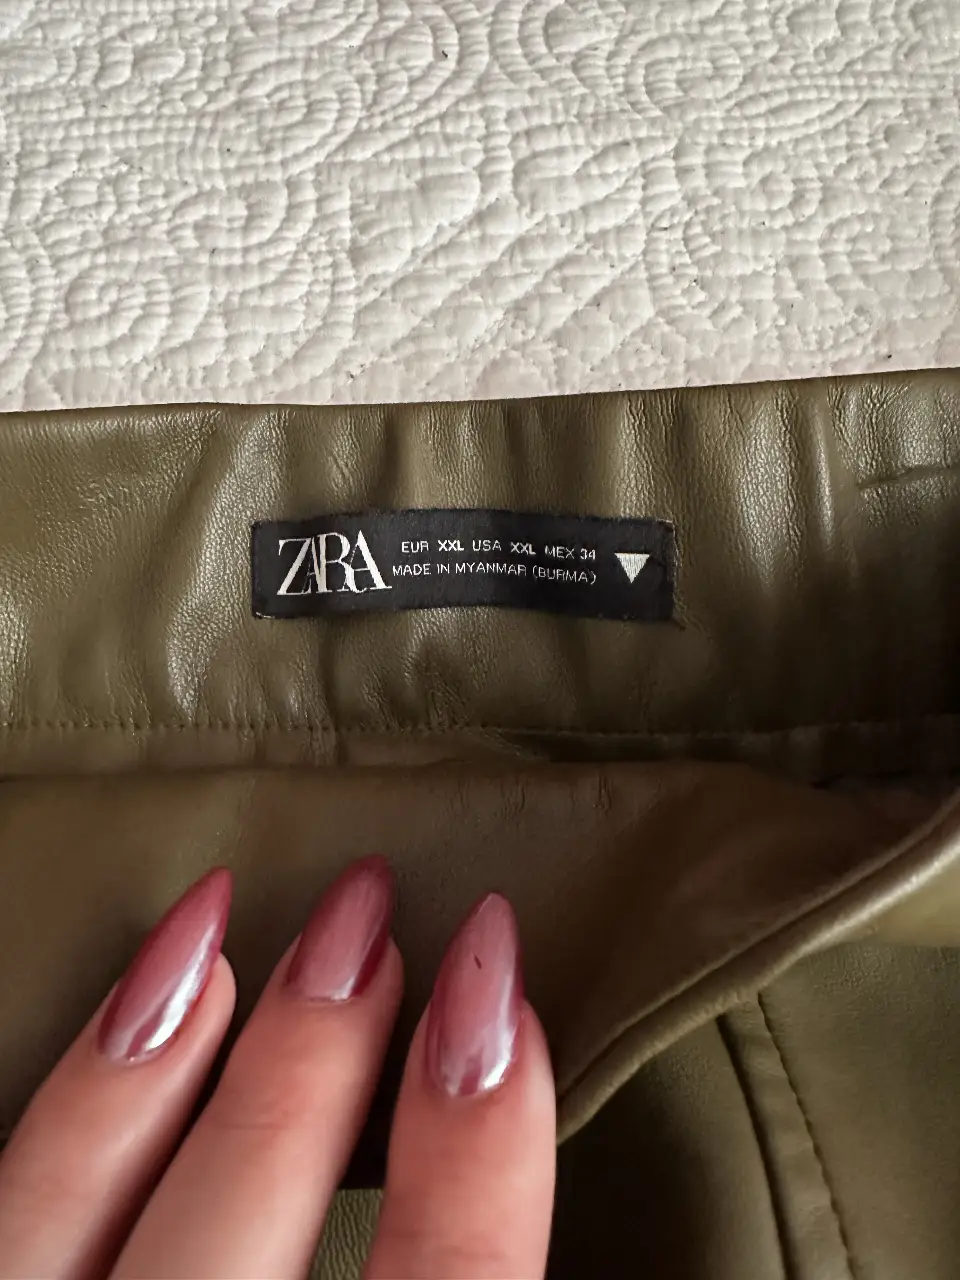 ZARA
EUR XXL USA XXL MEX 34
MADE IN MYANMAR (BURMA)